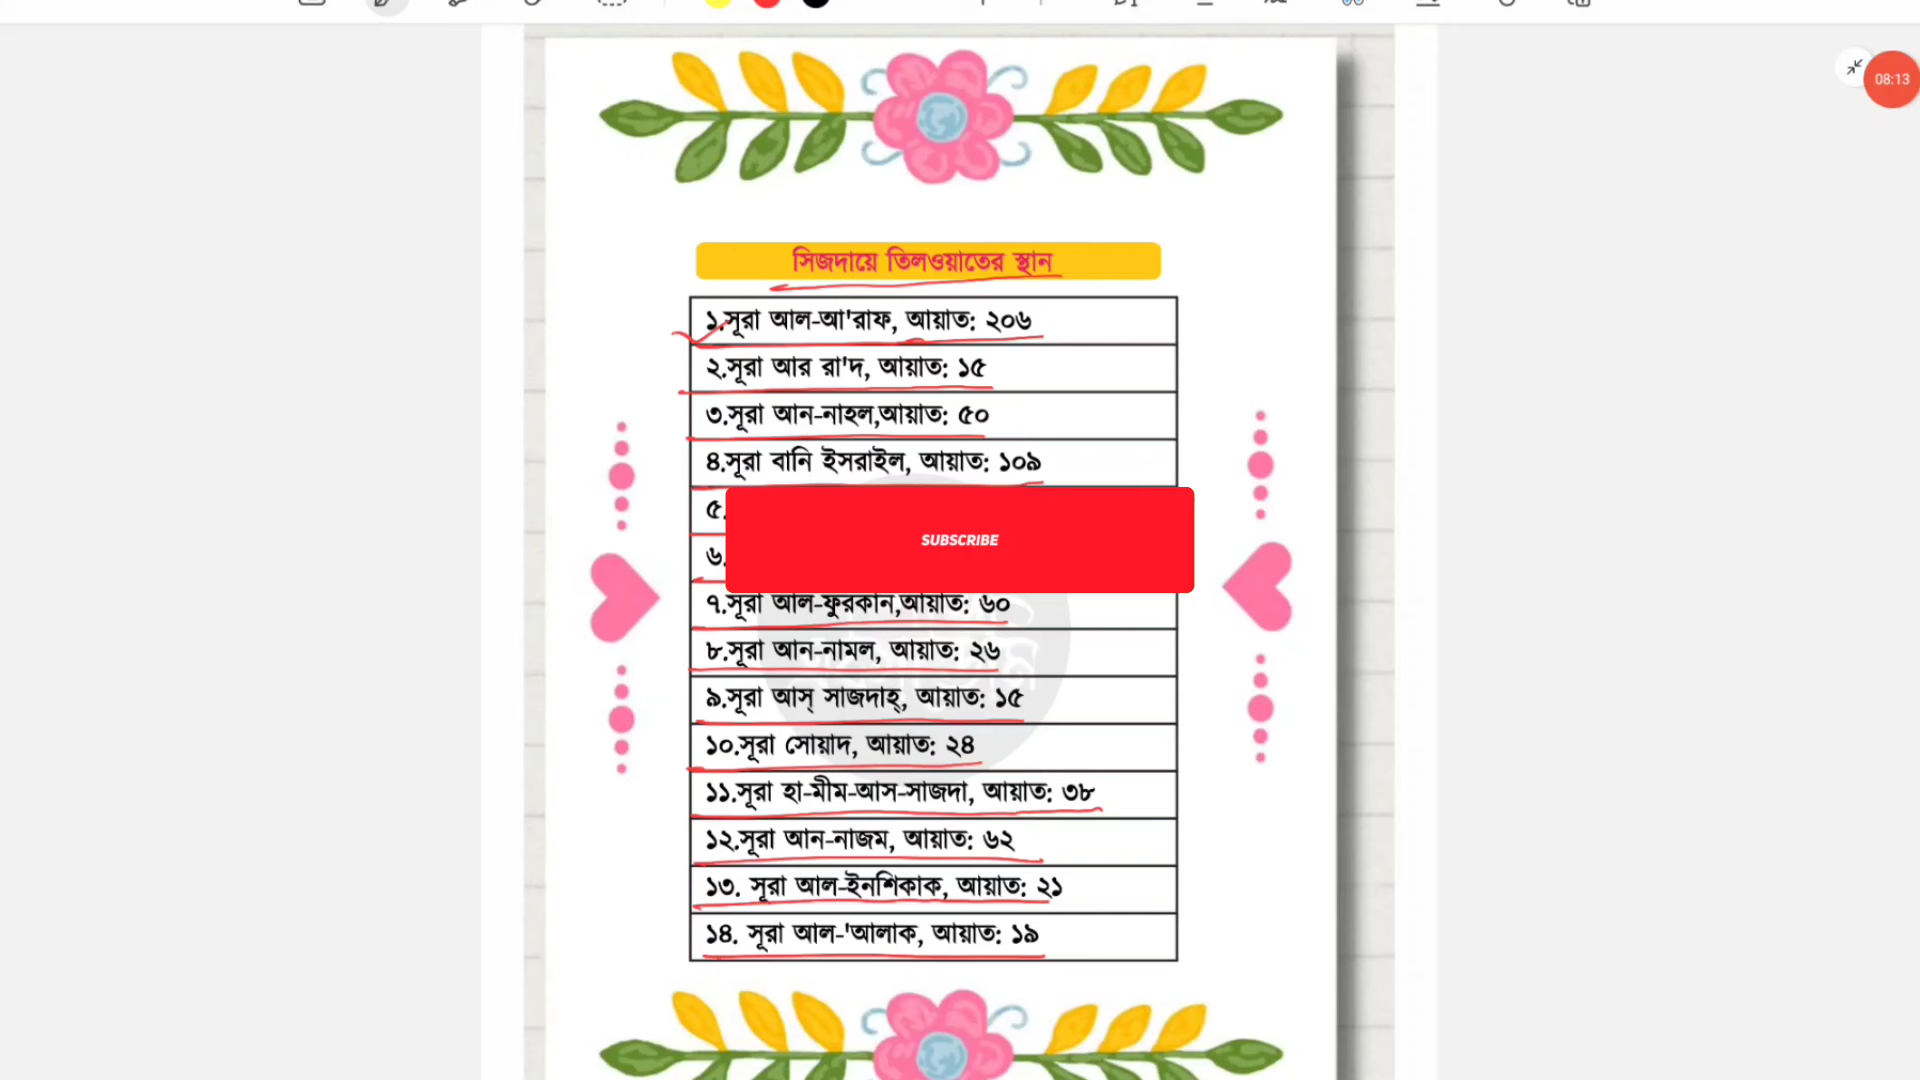 08:13
সিজদায়ে তিলওয়াতের স্থান
১.সূরা আল-আ'রাফ, আয়াত: ২০৬
২.সূরা আর রা'দ, আয়াত: ১৫
৩.সূরা আন-নাহল,আয়াত: ৫০
৪.সূরা বানি ইসরাইল, আয়াত: ১০৯
৫.
৬.
SUBSCRIBE
৭.সূরা আল-ফুরকান,আয়াত: ৬০
৮.সূরা আন-নামল, আয়াত: ২৬
৯.সূরা আস্ সাজদাহ্, আয়াত: ১৫
১০.সূরা সোয়াদ, আয়াত: ২৪
১১.সূরা হা-মীম-আস-সাজদা, আয়াত: ৩৮
১২.সূরা আন-নাজম, আয়াত: ৬২
১৩. সূরা আল-ইনশিকাক, আয়াত: ২১
১৪. সূরা আল-'আলাক, আয়াত: ১৯